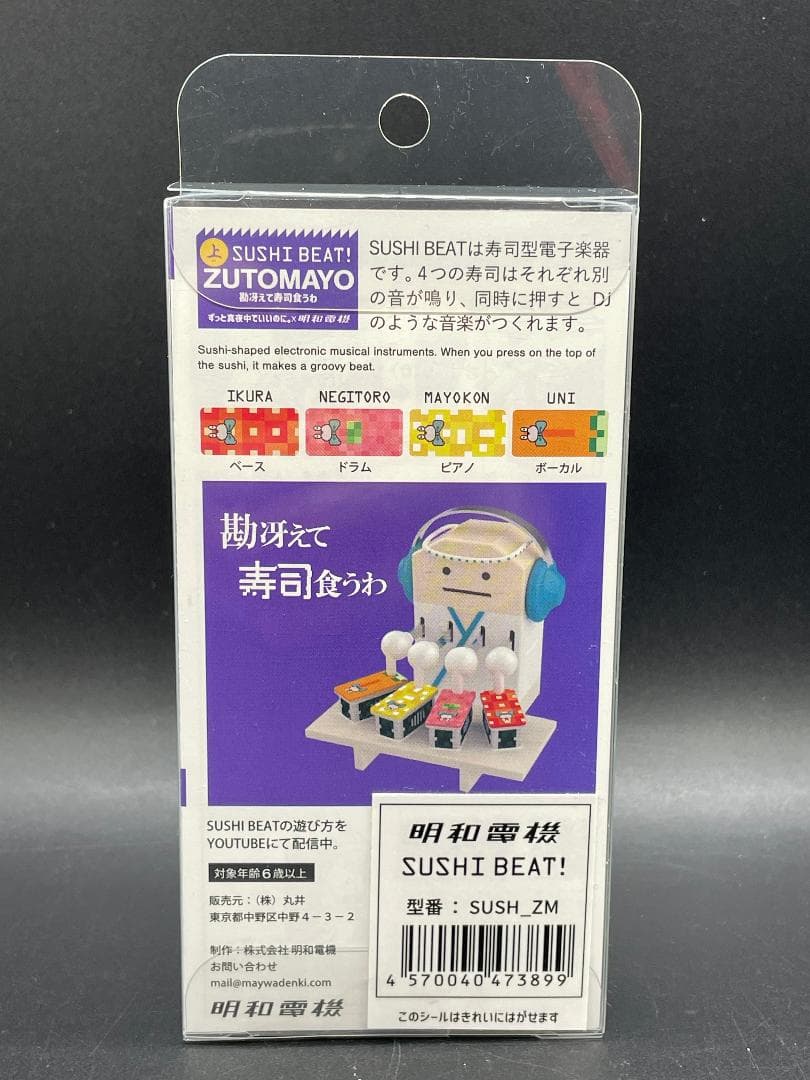 上 SUSHI BEAT!
ZUTOMAYO
勘冴えて寿司食うわ
ずっと真夜中でいいのに。×明和電機
SUSHI BEATは寿司型電子楽器
です。4つの寿司はそれぞれ別
の音が鳴り、同時に押すと DJ
のような音楽がつくれます。
Sushi-shaped electronic musical instruments. When you press on the top of
the sushi, it makes a groovy beat.
IKURA NEGITORO MAYOKON UNI
ベース ドラム ピアノ ボーカル
勘冴えて
寿司食うわ
SUSHI BEATの遊び方を
YOUTUBEにて配信中。
対象年齢6歳以上
販売元：（株）丸井
東京都中野区中野4－3－2
制作：株式会社 明和電機
お問い合わせ
mail@maywadenki.com
明和電機
明和電機
SUSHI BEAT!
型番：SUSH_ZM
4 570040 473899
このシールはきれいにはがせます